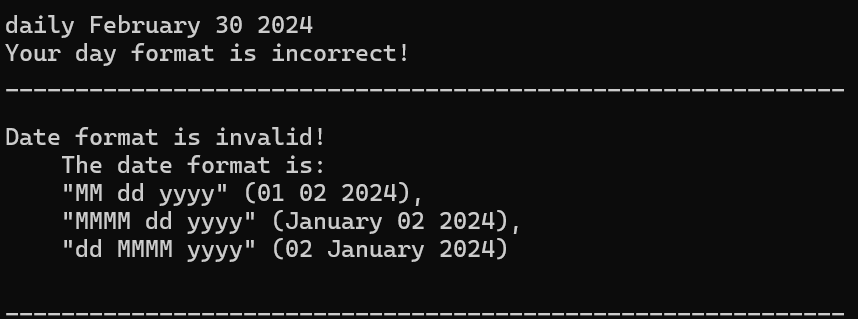 daily February 30 2024
Your day format is incorrect!
____________________________________________________________
Date format is invalid!
The date format is:
"MM dd yyyy" (01 02 2024),
"MMMM dd yyyy" (January 02 2024),
"dd MMMM yyyy" (02 January 2024)
____________________________________________________________